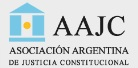 AAJC
ASOCIACIÓN ARGENTINA
DE JUSTICIA CONSTITUCIONAL